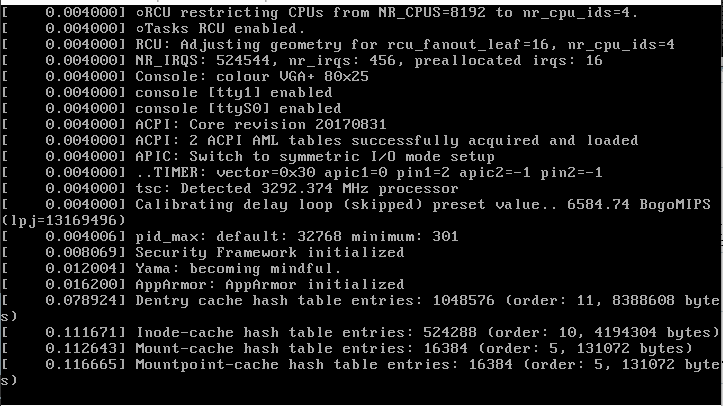 [    0.004000] ○RCU restricting CPUs from NR_CPUS=8192 to nr_cpu_ids=4.
[    0.004000] ○Tasks RCU enabled.
[    0.004000] RCU: Adjusting geometry for rcu_fanout_leaf=16, nr_cpu_ids=4
[    0.004000] NR_IRQS: 524544, nr_irqs: 456, preallocated irqs: 16
[    0.004000] Console: colour VGA+ 80x25
[    0.004000] console [tty1] enabled
[    0.004000] console [ttyS0] enabled
[    0.004000] ACPI: Core revision 20170831
[    0.004000] ACPI: 2 ACPI AML tables successfully acquired and loaded
[    0.004000] APIC: Switch to symmetric I/O mode setup
[    0.004000] ..TIMER: vector=0x30 apic1=0 pin1=2 apic2=-1 pin2=-1
[    0.004000] tsc: Detected 3292.374 MHz processor
[    0.004000] Calibrating delay loop (skipped) preset value.. 6584.74 BogoMIPS
(lpj=13169496)
[    0.004006] pid_max: default: 32768 minimum: 301
[    0.008069] Security Framework initialized
[    0.012004] Yama: becoming mindful.
[    0.016200] AppArmor: AppArmor initialized
[    0.078924] Dentry cache hash table entries: 1048576 (order: 11, 8388608 byte
s)
[    0.111671] Inode-cache hash table entries: 524288 (order: 10, 4194304 bytes)
[    0.112643] Mount-cache hash table entries: 16384 (order: 5, 131072 bytes)
[    0.116665] Mountpoint-cache hash table entries: 16384 (order: 5, 131072 byte
s)